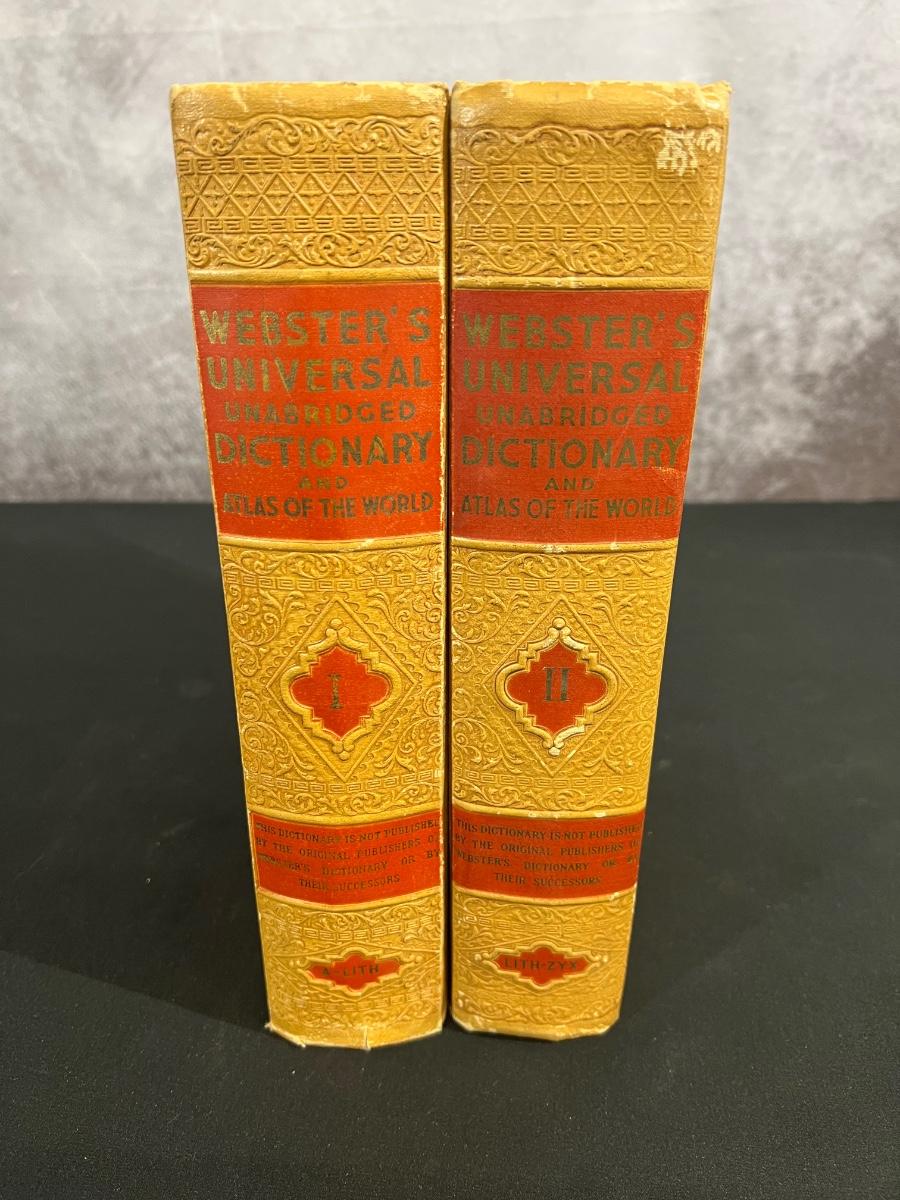 WEBSTER'S
UNIVERSAL
UNABRIDGED
DICTIONARY
AND
ATLAS OF THE WORLD
I
THIS DICTIONARY IS NOT PUBLISHED
BY THE ORIGINAL PUBLISHERS OF
WEBSTER'S DICTIONARY OR BY
THEIR SUCCESSORS
A-LITH
WEBSTER'S
UNIVERSAL
UNABRIDGED
DICTIONARY
AND
ATLAS OF THE WORLD
II
THIS DICTIONARY IS NOT PUBLISHED
BY THE ORIGINAL PUBLISHERS OF
WEBSTER'S DICTIONARY OR BY
THEIR SUCCESSORS
LITH-ZYX